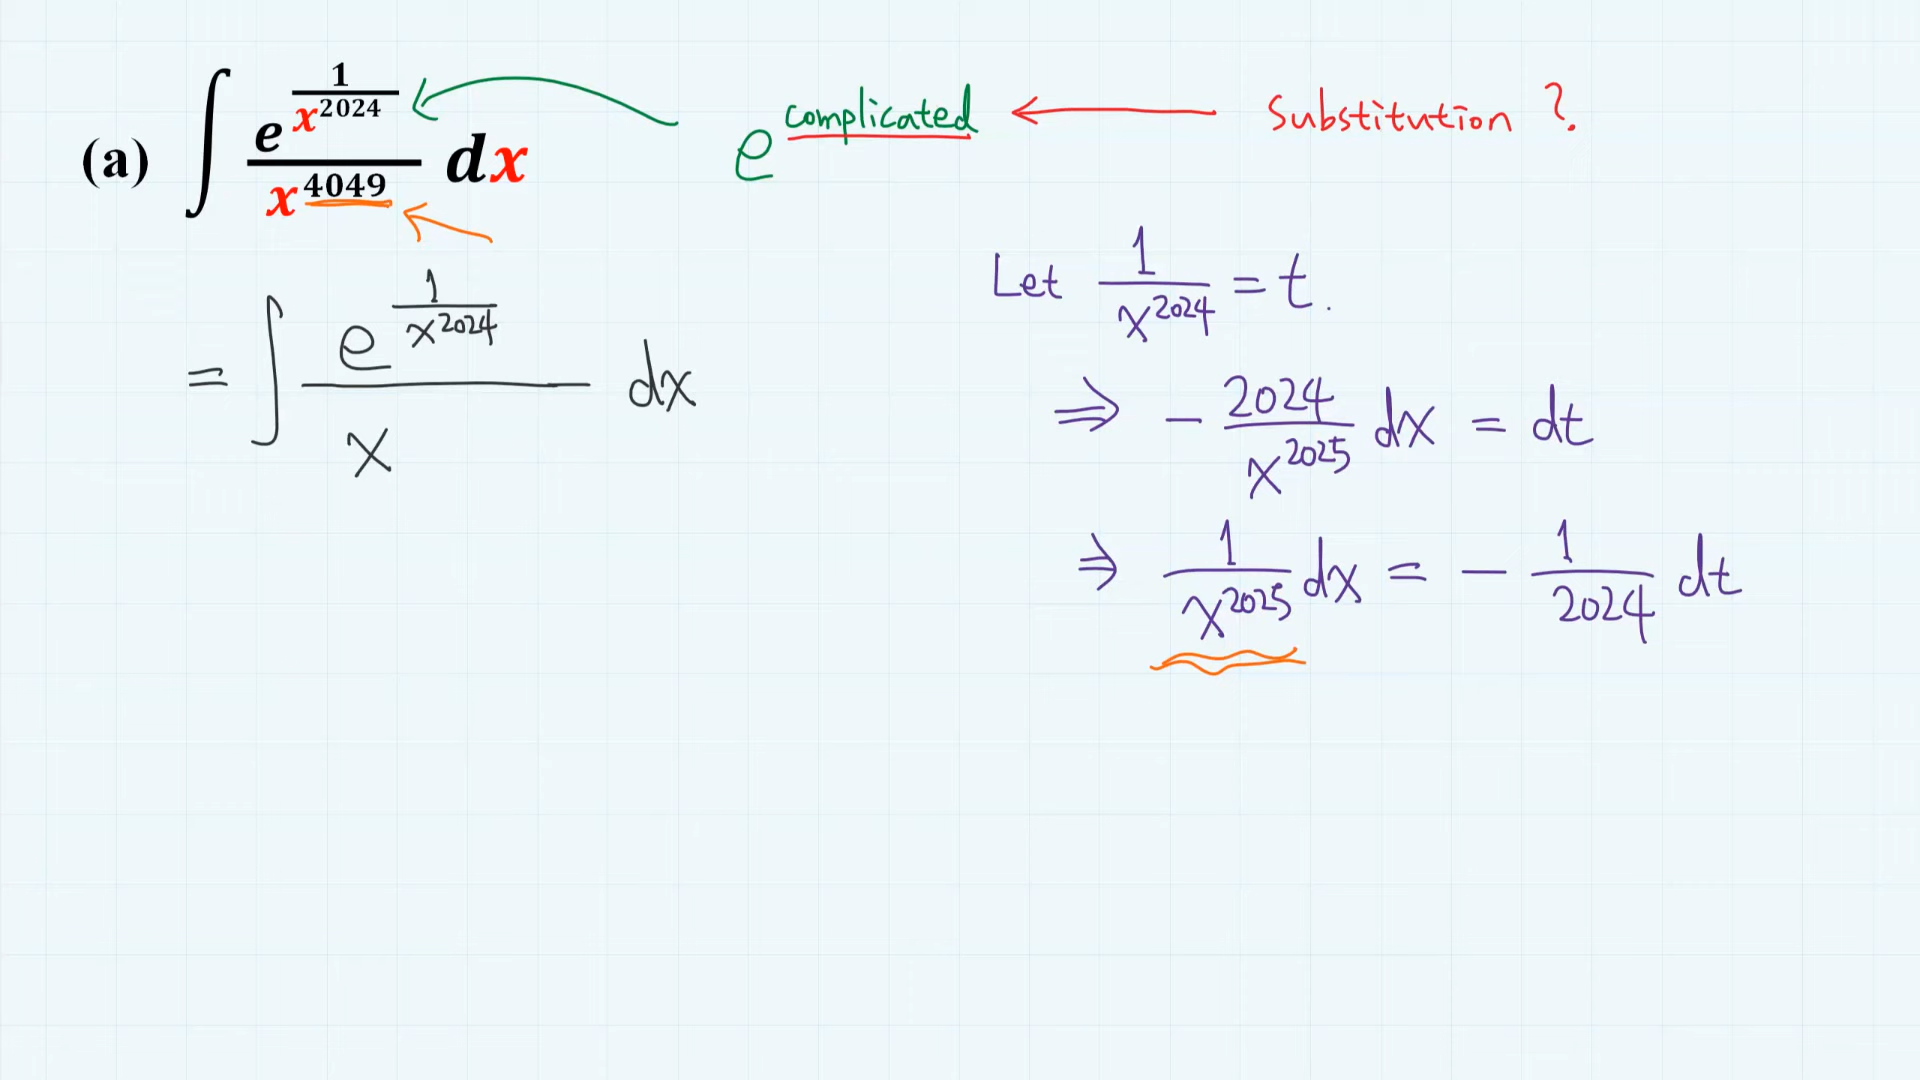 (a) ∫ e^(1/x^2024) / x^4049 dx
e^complicated ← Substitution ?
Let 1/x^2024 = t.
= ∫ e^(1/x^2024) / x dx
⇒ - 2024/x^2025 dx = dt
⇒ 1/x^2025 dx = - 1/2024 dt